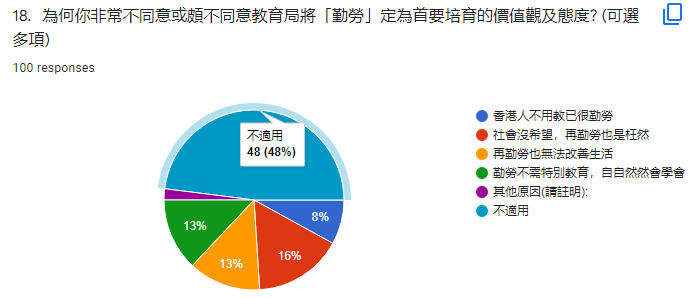 18. 為何你非常不同意或頗不同意教育局將「勤勞」定為首要培育的價值觀及態度? (可選
多項)
100 responses
不適用
48 (48%)
8%
16%
13%
13%
香港人不用教已很勤勞
社會沒希望，再勤勞也是枉然
再勤勞也無法改善生活
勤勞不需特別教育，自自然然會學會
其他原因(請註明):
不適用